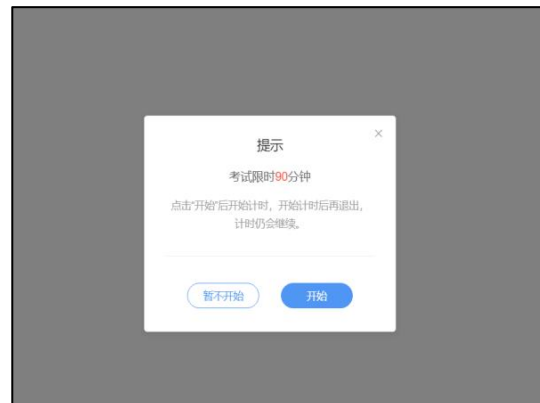 提示
考试限时90分钟
点击“开始”后开始计时，开始计时后再退出，
计时仍会继续。
暂不开始
开始